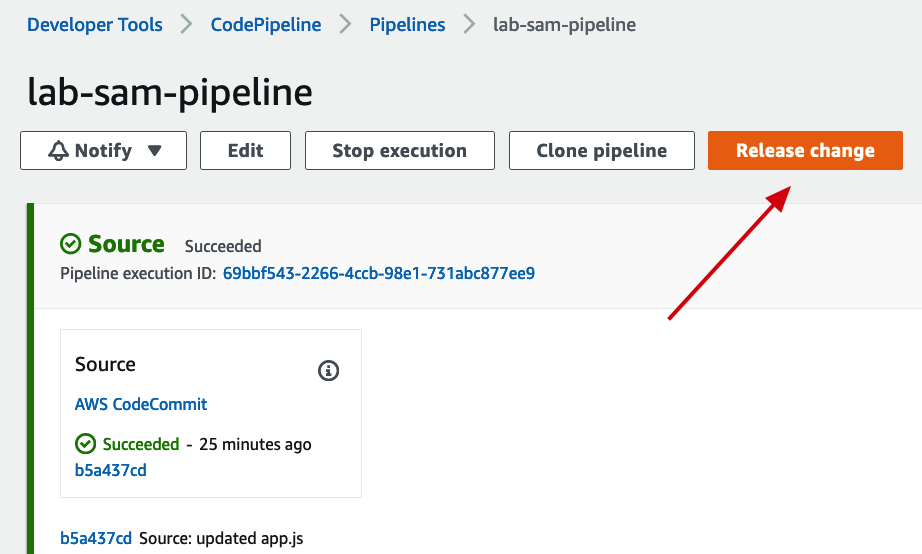 Developer Tools > CodePipeline > Pipelines > lab-sam-pipeline
lab-sam-pipeline
Notify ▼ Edit Stop execution Clone pipeline Release change
Source Succeeded
Pipeline execution ID: 69bbf543-2266-4ccb-98e1-731abc877ee9
Source
AWS CodeCommit
Succeeded - 25 minutes ago
b5a437cd
b5a437cd Source: updated app.js